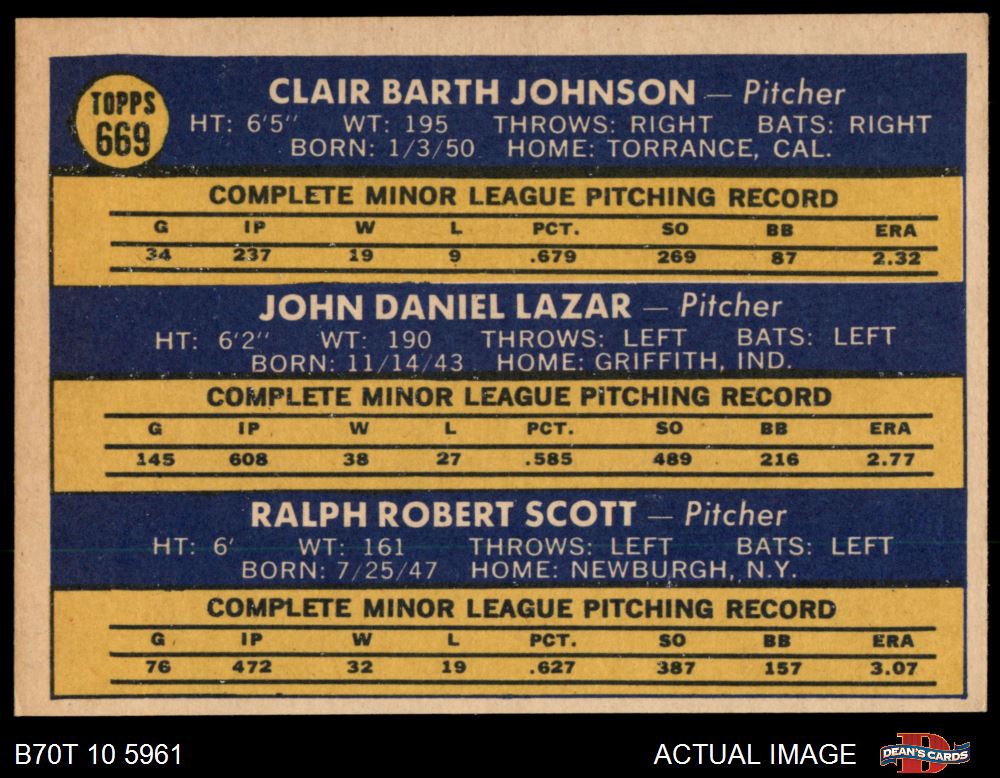 TOPPS
669
CLAIR BARTH JOHNSON — Pitcher
HT: 6'5" WT: 195 THROWS: RIGHT BATS: RIGHT
BORN: 1/3/50 HOME: TORRANCE, CAL.
COMPLETE MINOR LEAGUE PITCHING RECORD
G IP W L PCT. SO BB ERA
34 237 19 9 .679 269 87 2.32
JOHN DANIEL LAZAR — Pitcher
HT: 6'2" WT: 190 THROWS: LEFT BATS: LEFT
BORN: 11/14/43 HOME: GRIFFITH, IND.
COMPLETE MINOR LEAGUE PITCHING RECORD
G IP W L PCT. SO BB ERA
145 608 38 27 .585 489 216 2.77
RALPH ROBERT SCOTT — Pitcher
HT: 6' WT: 161 THROWS: LEFT BATS: LEFT
BORN: 7/25/47 HOME: NEWBURGH, N.Y.
COMPLETE MINOR LEAGUE PITCHING RECORD
G IP W L PCT. SO BB ERA
76 472 32 19 .627 387 157 3.07
B70T 10 5961 ACTUAL IMAGE D DEAN'S CARDS